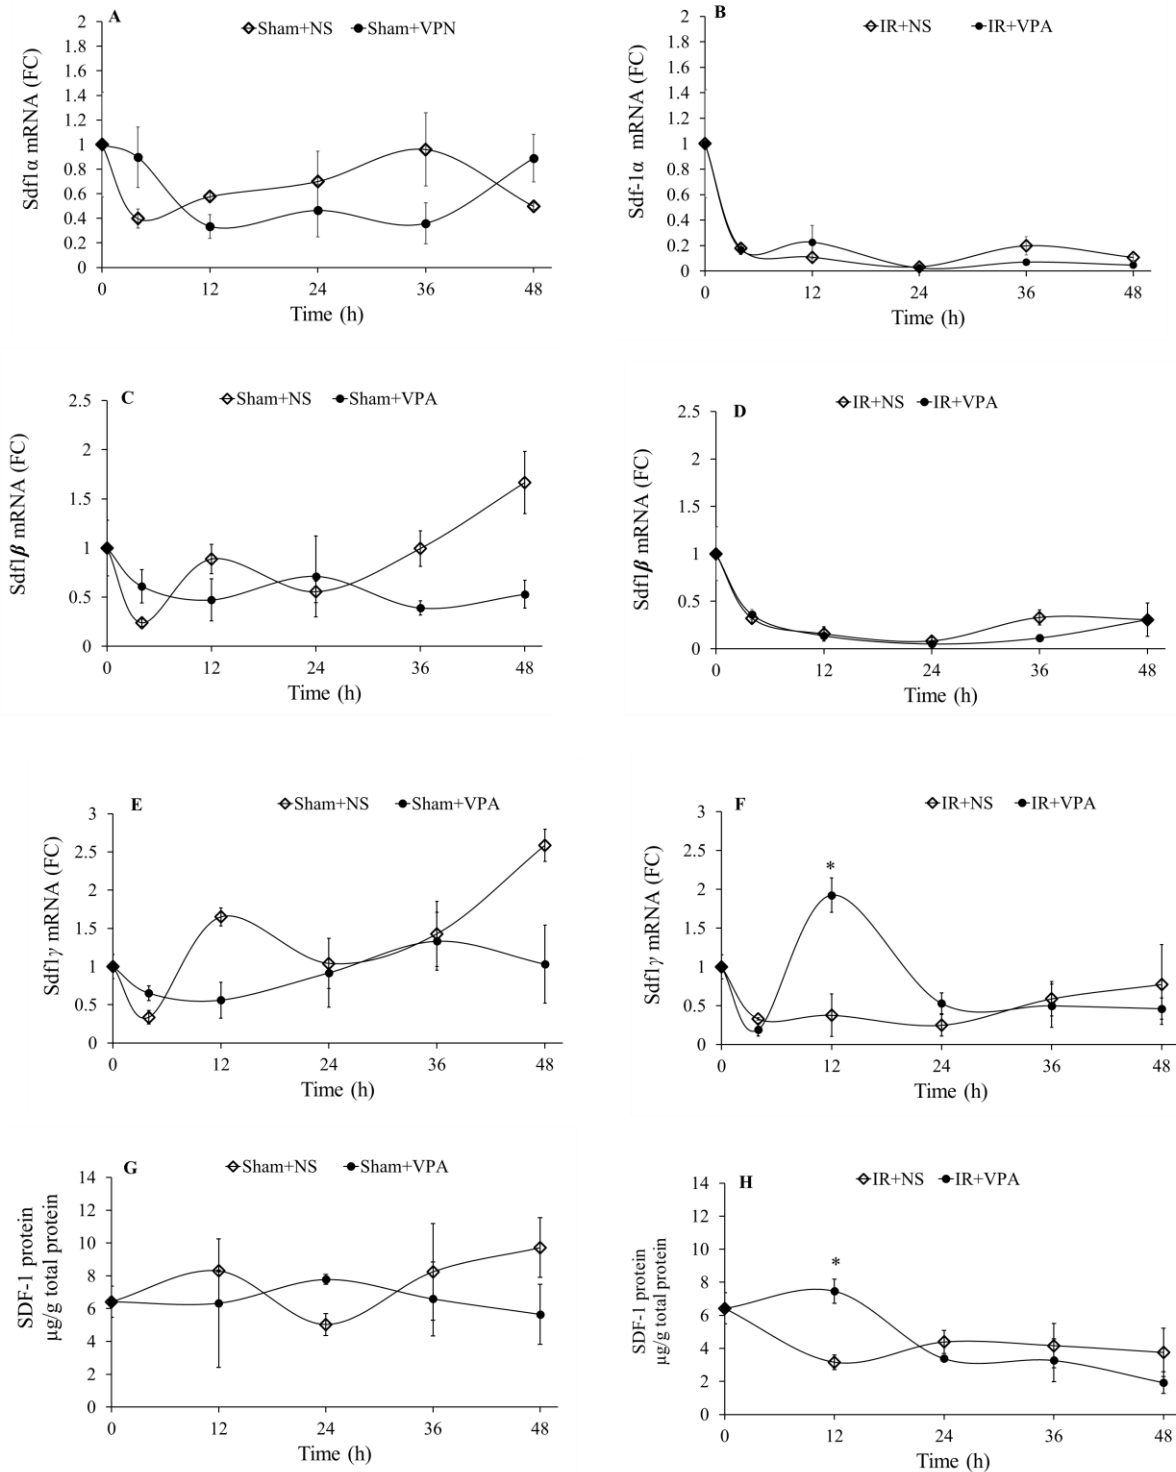 A
Sham+NS Sham+VPN
Sdf1α mRNA (FC)
2
1.8
1.6
1.4
1.2
1
0.8
0.6
0.4
0.2
0
0 12 24 36 48
Time (h)
B
IR+NS IR+VPA
Sdf-1α mRNA (FC)
2
1.8
1.6
1.4
1.2
1
0.8
0.6
0.4
0.2
0
0 12 24 36 48
Time (h)
C
Sham+NS Sham+VPA
Sdf1β mRNA (FC)
2.5
2
1.5
1
0.5
0
0 12 24 36 48
Time (h)
D
IR+NS IR+VPA
Sdf1β mRNA (FC)
2.5
2
1.5
1
0.5
0
0 12 24 36 48
Time (h)
E
Sham+NS Sham+VPA
Sdf1γ mRNA (FC)
3
2.5
2
1.5
1
0.5
0
0 12 24 36 48
Time (h)
F
IR+NS IR+VPA
Sdf1γ mRNA (FC)
3
2.5
2
1.5
1
0.5
0
*
0 12 24 36 48
Time (h)
G
Sham+NS Sham+VPA
SDF-1 protein
µg/g total protein
14
12
10
8
6
4
2
0
0 12 24 36 48
Time (h)
H
IR+NS IR+VPA
SDF-1 protein
µg/g total protein
14
12
10
8
6
4
2
0
*
0 12 24 36 48
Time (h)